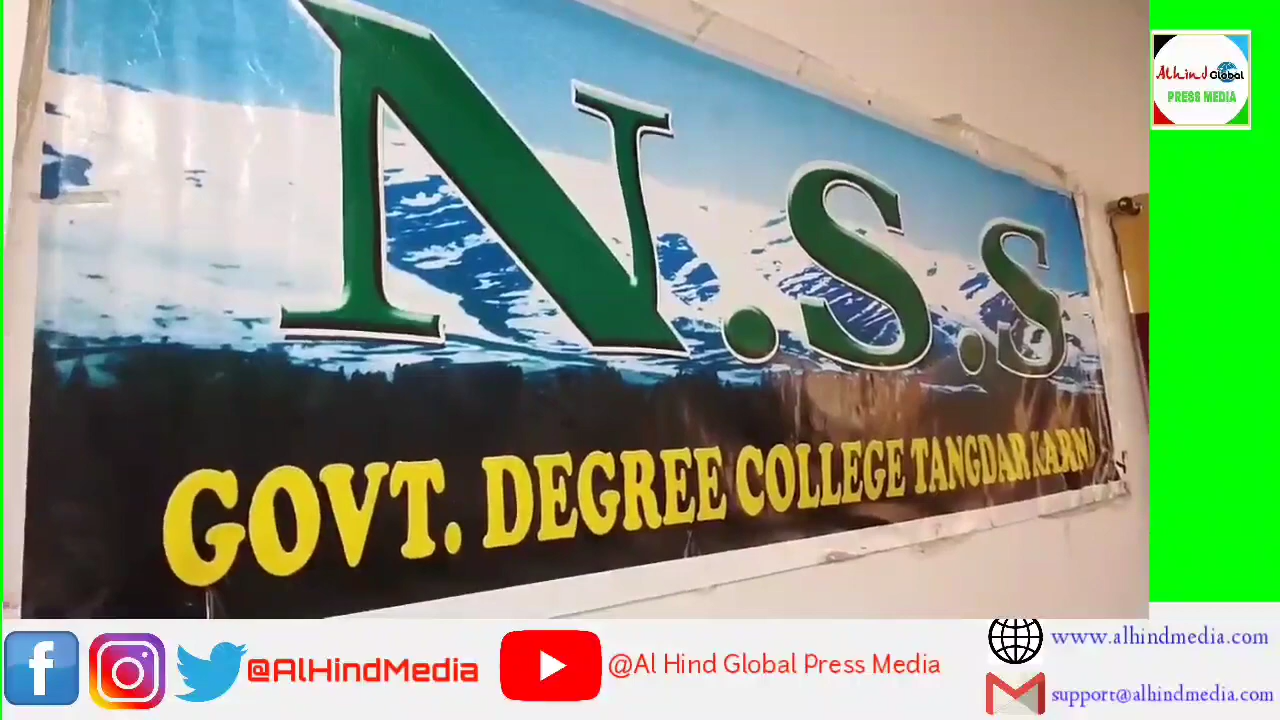 N.S.S
GOVT. DEGREE COLLEGE TANGDAR KARNA
Alhind Global
PRESS MEDIA
@AlHindMedia
@Al Hind Global Press Media
www.alhindmedia.com
support@alhindmedia.com